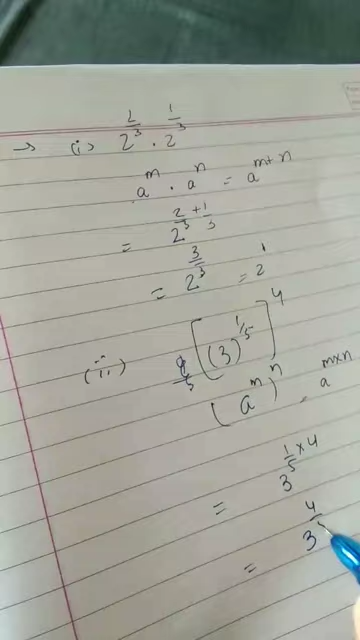 → (i) 2^{2/3} · 2^{1/3}
a^m · a^n = a^{m+n}
= 2^{2/3 + 1/3}
= 2^{3/3} = 2^1
(ii) [(3)^{1/5}]^4
(a^m)^n = a^{m×n}
= 3^{1/5 × 4}
= 3^{4/5}